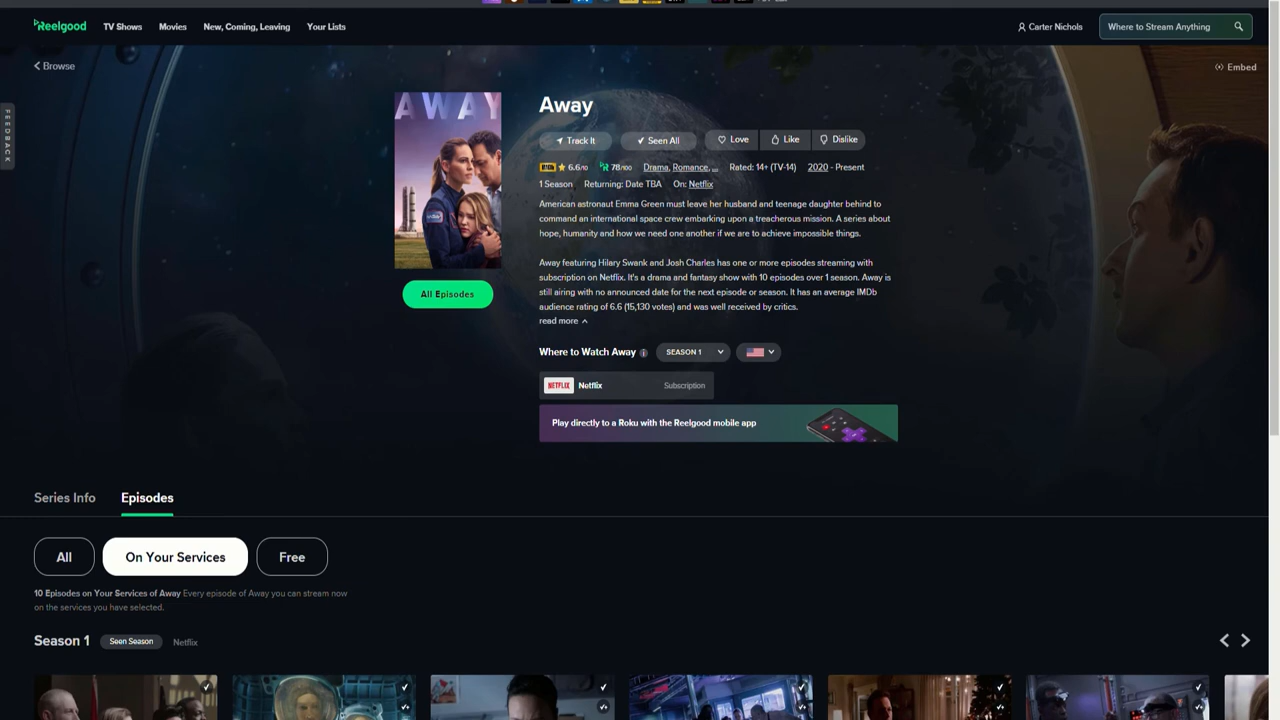 Reelgood
TV Shows
Movies
New, Coming, Leaving
Your Lists
Carter Nichols
Where to Stream Anything
Browse
Embed
FEEDBACK
AWAY
Away
Track It
Seen All
Love
Like
Dislike
IMDb 6.6/10 R 78/100 Drama, Romance, ... Rated: 14+ (TV-14) 2020 - Present
1 Season Returning: Date TBA On: Netflix
American astronaut Emma Green must leave her husband and teenage daughter behind to
command an international space crew embarking upon a treacherous mission. A series about
hope, humanity and how we need one another if we are to achieve impossible things.
Away featuring Hilary Swank and Josh Charles has one or more episodes streaming with
subscription on Netflix. It's a drama and fantasy show with 10 episodes over 1 season. Away is
still airing with no announced date for the next episode or season. It has an average IMDb
audience rating of 6.6 (15,130 votes) and was well received by critics.
read more
All Episodes
Where to Watch Away
SEASON 1
NETFLIX Netflix Subscription
Play directly to a Roku with the Reelgood mobile app
Series Info
Episodes
All
On Your Services
Free
10 Episodes on Your Services of Away Every episode of Away you can stream now
on the services you have selected.
Season 1
Seen Season
Netflix